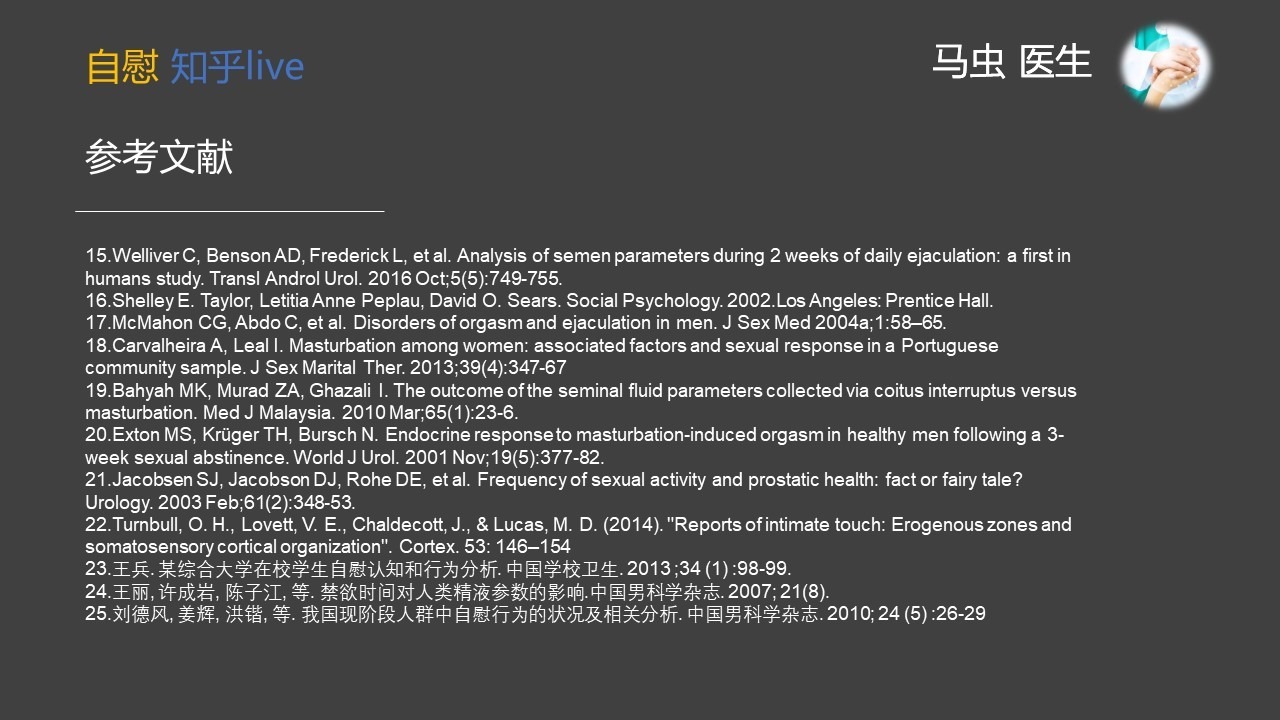 自慰 知乎live
马虫 医生
参考文献
15.Welliver C, Benson AD, Frederick L, et al. Analysis of semen parameters during 2 weeks of daily ejaculation: a first in
humans study. Transl Androl Urol. 2016 Oct;5(5):749-755.
16.Shelley E. Taylor, Letitia Anne Peplau, David O. Sears. Social Psychology. 2002.Los Angeles: Prentice Hall.
17.McMahon CG, Abdo C, et al. Disorders of orgasm and ejaculation in men. J Sex Med 2004a;1:58–65.
18.Carvalheira A, Leal I. Masturbation among women: associated factors and sexual response in a Portuguese
community sample. J Sex Marital Ther. 2013;39(4):347-67
19.Bahyah MK, Murad ZA, Ghazali I. The outcome of the seminal fluid parameters collected via coitus interruptus versus
masturbation. Med J Malaysia. 2010 Mar;65(1):23-6.
20.Exton MS, Krüger TH, Bursch N. Endocrine response to masturbation-induced orgasm in healthy men following a 3-
week sexual abstinence. World J Urol. 2001 Nov;19(5):377-82.
21.Jacobsen SJ, Jacobson DJ, Rohe DE, et al. Frequency of sexual activity and prostatic health: fact or fairy tale?
Urology. 2003 Feb;61(2):348-53.
22.Turnbull, O. H., Lovett, V. E., Chaldecott, J., & Lucas, M. D. (2014). "Reports of intimate touch: Erogenous zones and
somatosensory cortical organization". Cortex. 53: 146–154
23.王兵. 某综合大学在校学生自慰认知和行为分析. 中国学校卫生. 2013 ;34 (1) :98-99.
24.王丽, 许成岩, 陈子江, 等. 禁欲时间对人类精液参数的影响.中国男科学杂志. 2007; 21(8).
25.刘德风, 姜辉, 洪锴, 等. 我国现阶段人群中自慰行为的状况及相关分析. 中国男科学杂志. 2010; 24 (5) :26-29